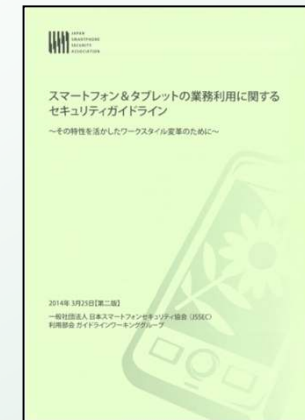 JAPAN
SMARTPHONE
SECURITY
ASSOCIATION
スマートフォン&タブレットの業務利用に関する
セキュリティガイドライン
～その特性を活かしたワークスタイル変革のために～
2014年 3月25日【第二版】
一般社団法人 日本スマートフォンセキュリティ協会（JSSEC）
利用部会 ガイドラインワーキンググループ